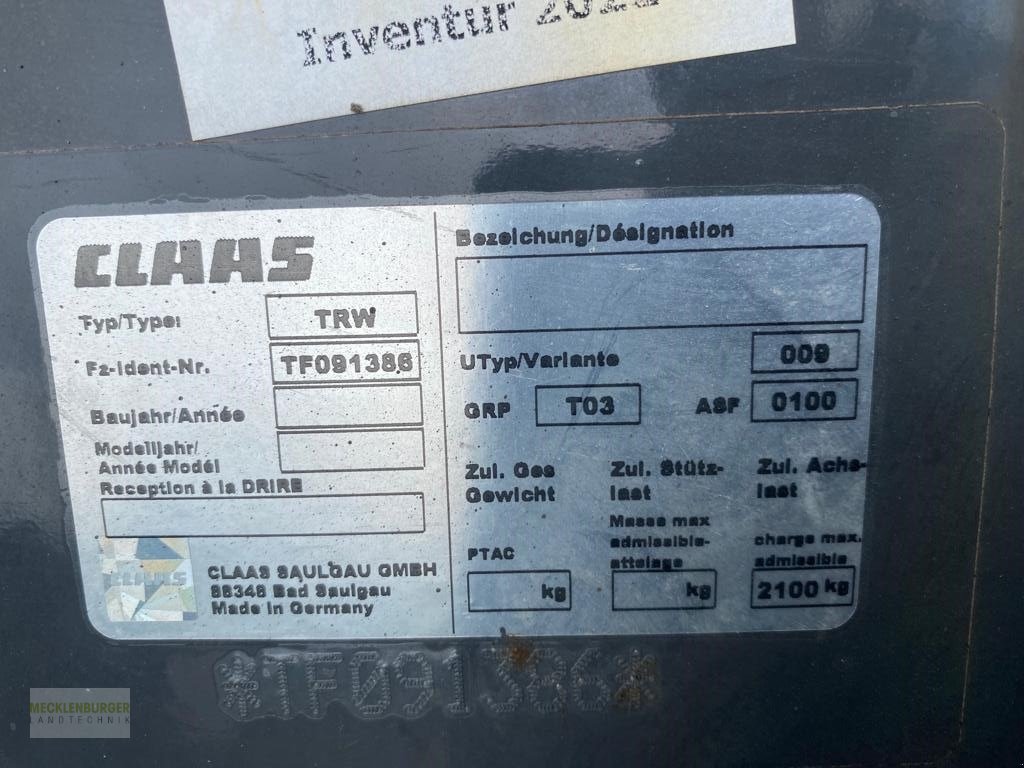 Inventur
CLAAS
Typ/Type: TRW
Fz-Ident-Nr. TF091386
Baujahr/Année
Modelljahr/
Année Modél
Reception à la DRIRE
CLAAS
CLAAS SAULGAU GMBH
88348 Bad Saulgau
Made in Germany
Bezeichung/Désignation
UTyp/Variante 009
GRP T03 ASF 0100
Zul. Ges
Gewicht
PTAC
kg
Zul. Stütz-
last
Masse max
admissible-
attelage
kg
Zul. Achs-
last
charge max.
admissible
2100 kg
*TF091386*
MECKLENBURGER
LANDTECHNIK